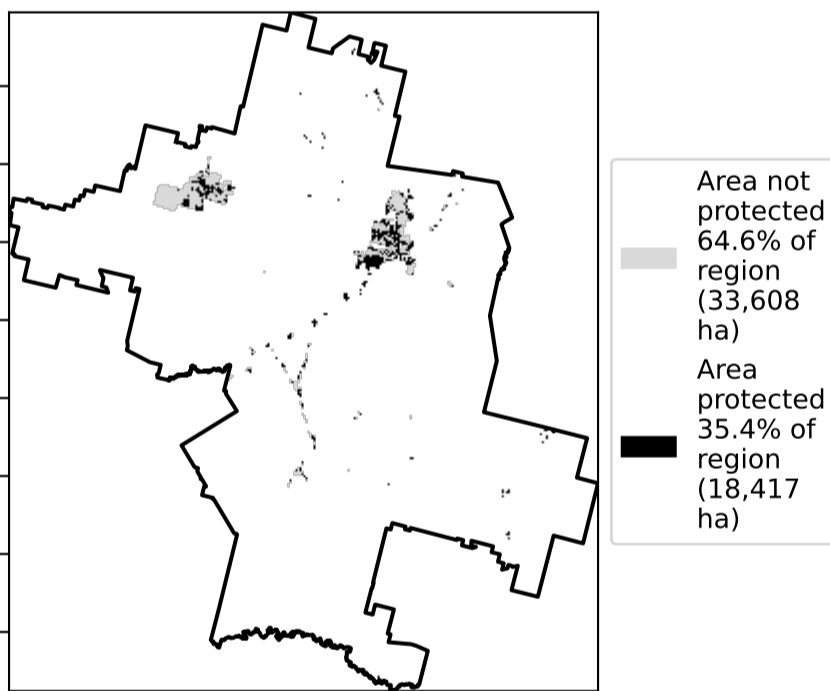 Area not
protected
64.6% of
region
(33,608
ha)
Area
protected
35.4% of
region
(18,417
ha)